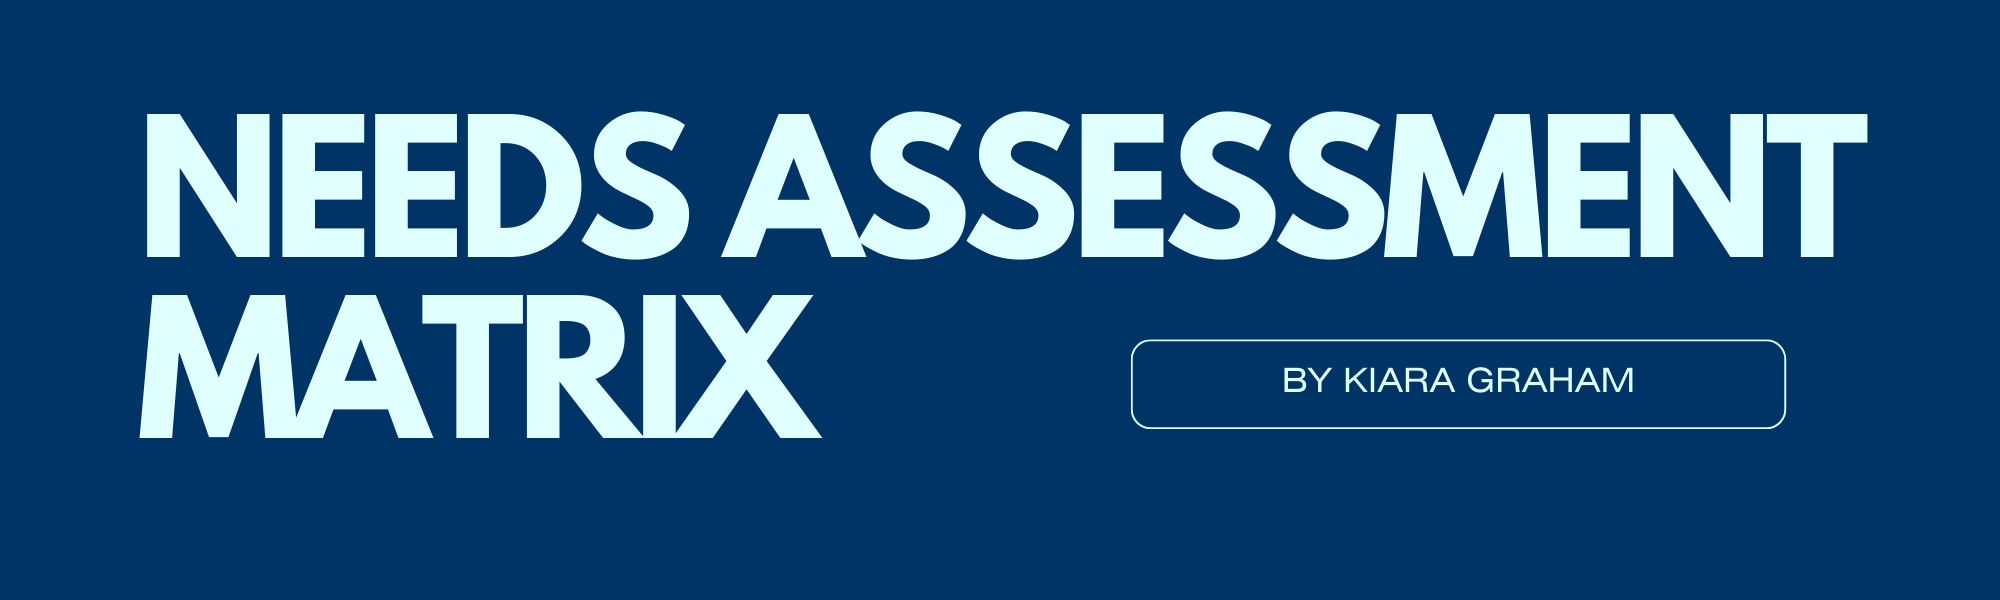 NEEDS ASSESSMENT
MATRIX
BY KIARA GRAHAM